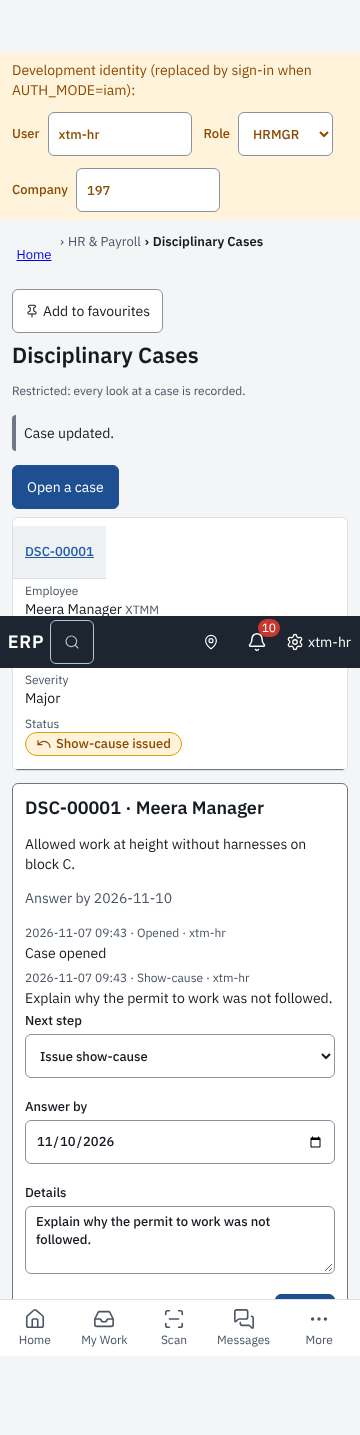 Development identity (replaced by sign-in when
AUTH_MODE=iam):
User xtm-hr Role HRMGR
Company 197
Home › HR & Payroll › Disciplinary Cases
Add to favourites
Disciplinary Cases
Restricted: every look at a case is recorded.
Case updated.
Open a case
DSC-00001
Employee
Meera Manager XTMM
ERP 10 xtm-hr
Severity
Major
Status
Show-cause issued
DSC-00001 · Meera Manager
Allowed work at height without harnesses on
block C.
Answer by 2026-11-10
2026-11-07 09:43 · Opened · xtm-hr
Case opened
2026-11-07 09:43 · Show-cause · xtm-hr
Explain why the permit to work was not followed.
Next step
Issue show-cause
Answer by
11/10/2026
Details
Explain why the permit to work was not
followed.
Home My Work Scan Messages More